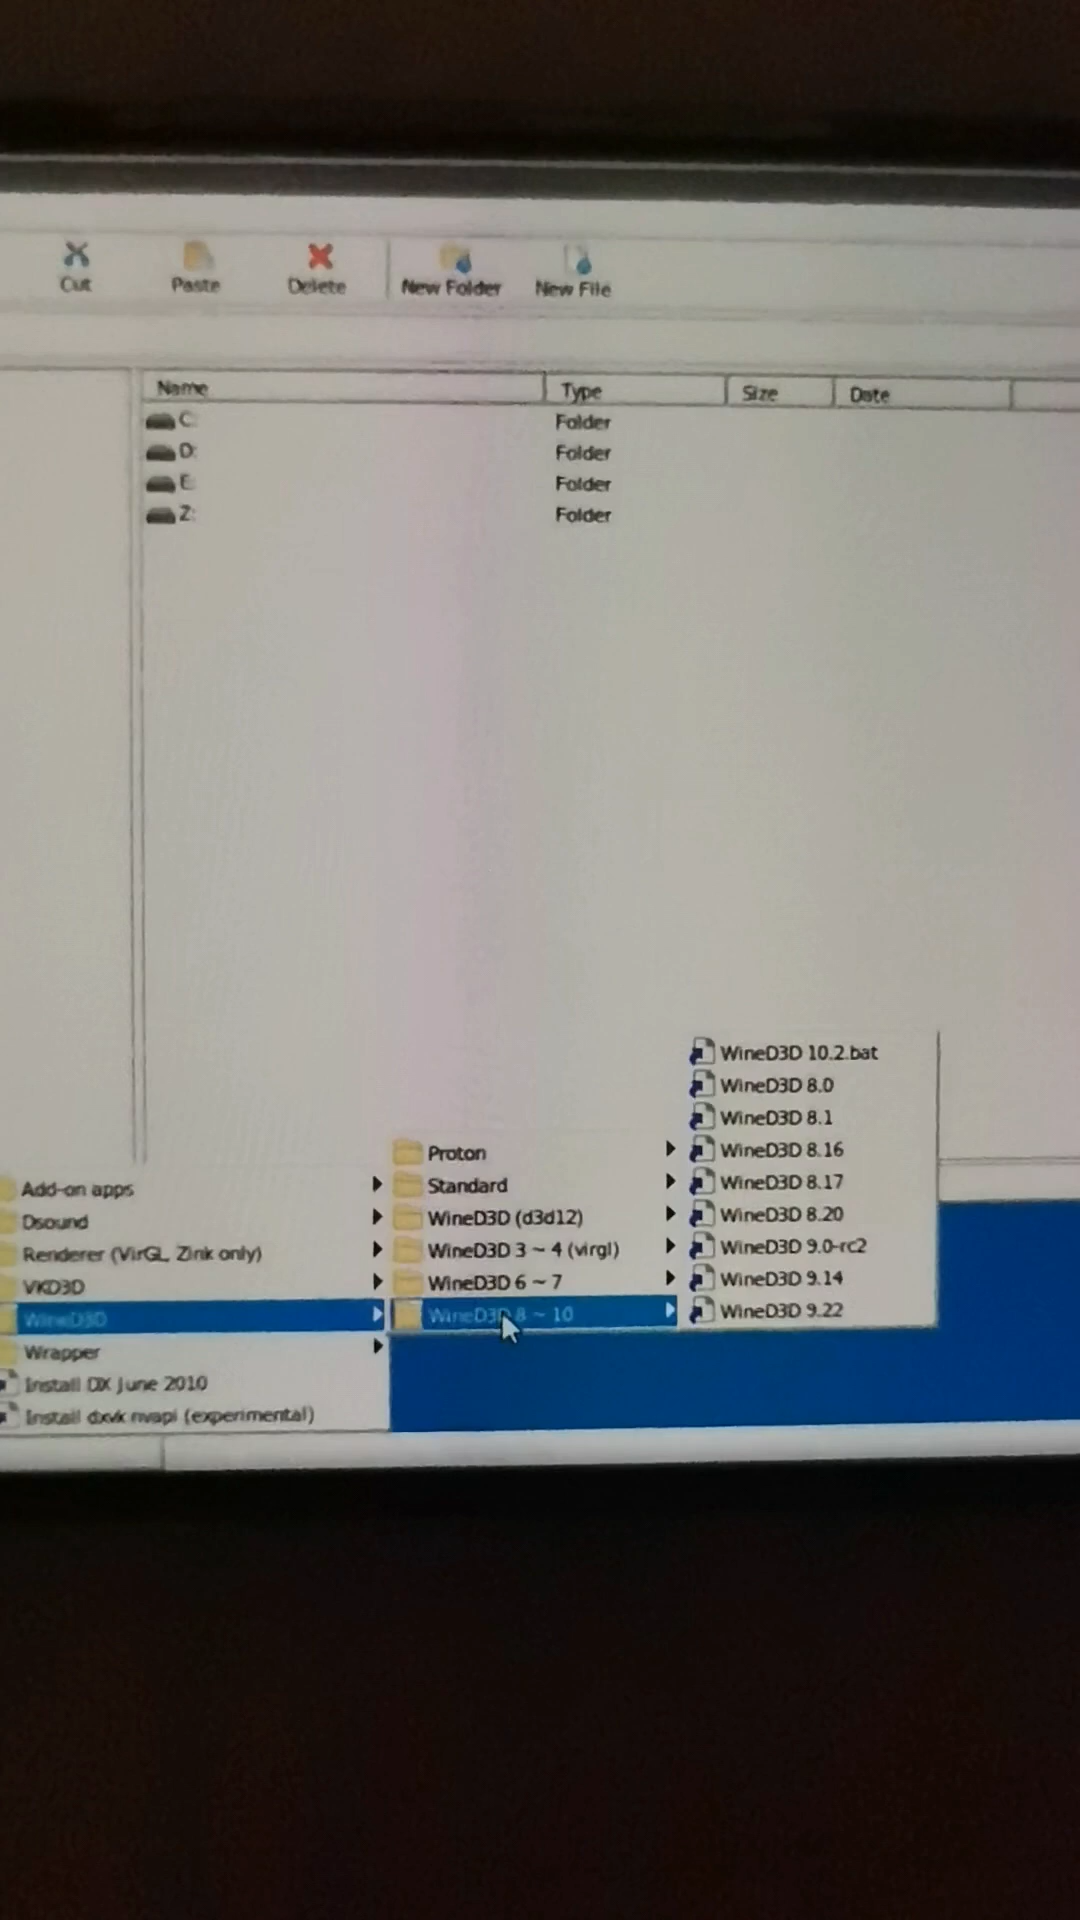 Cut Paste Delete New Folder New File
Name Type Size Date
C: Folder
D: Folder
E: Folder
Z: Folder
Add-on apps
Dsound
Renderer (VirGL, Zink only)
VKD3D
WineD3D
Wrapper
Install DX June 2010
Install dxvk nvapi (experimental)
Proton
Standard
WineD3D (d3d12)
WineD3D 3 ~ 4 (virgl)
WineD3D 6 ~ 7
WineD3D 8 ~ 10
WineD3D 10.2.bat
WineD3D 8.0
WineD3D 8.1
WineD3D 8.16
WineD3D 8.17
WineD3D 8.20
WineD3D 9.0-rc2
WineD3D 9.14
WineD3D 9.22